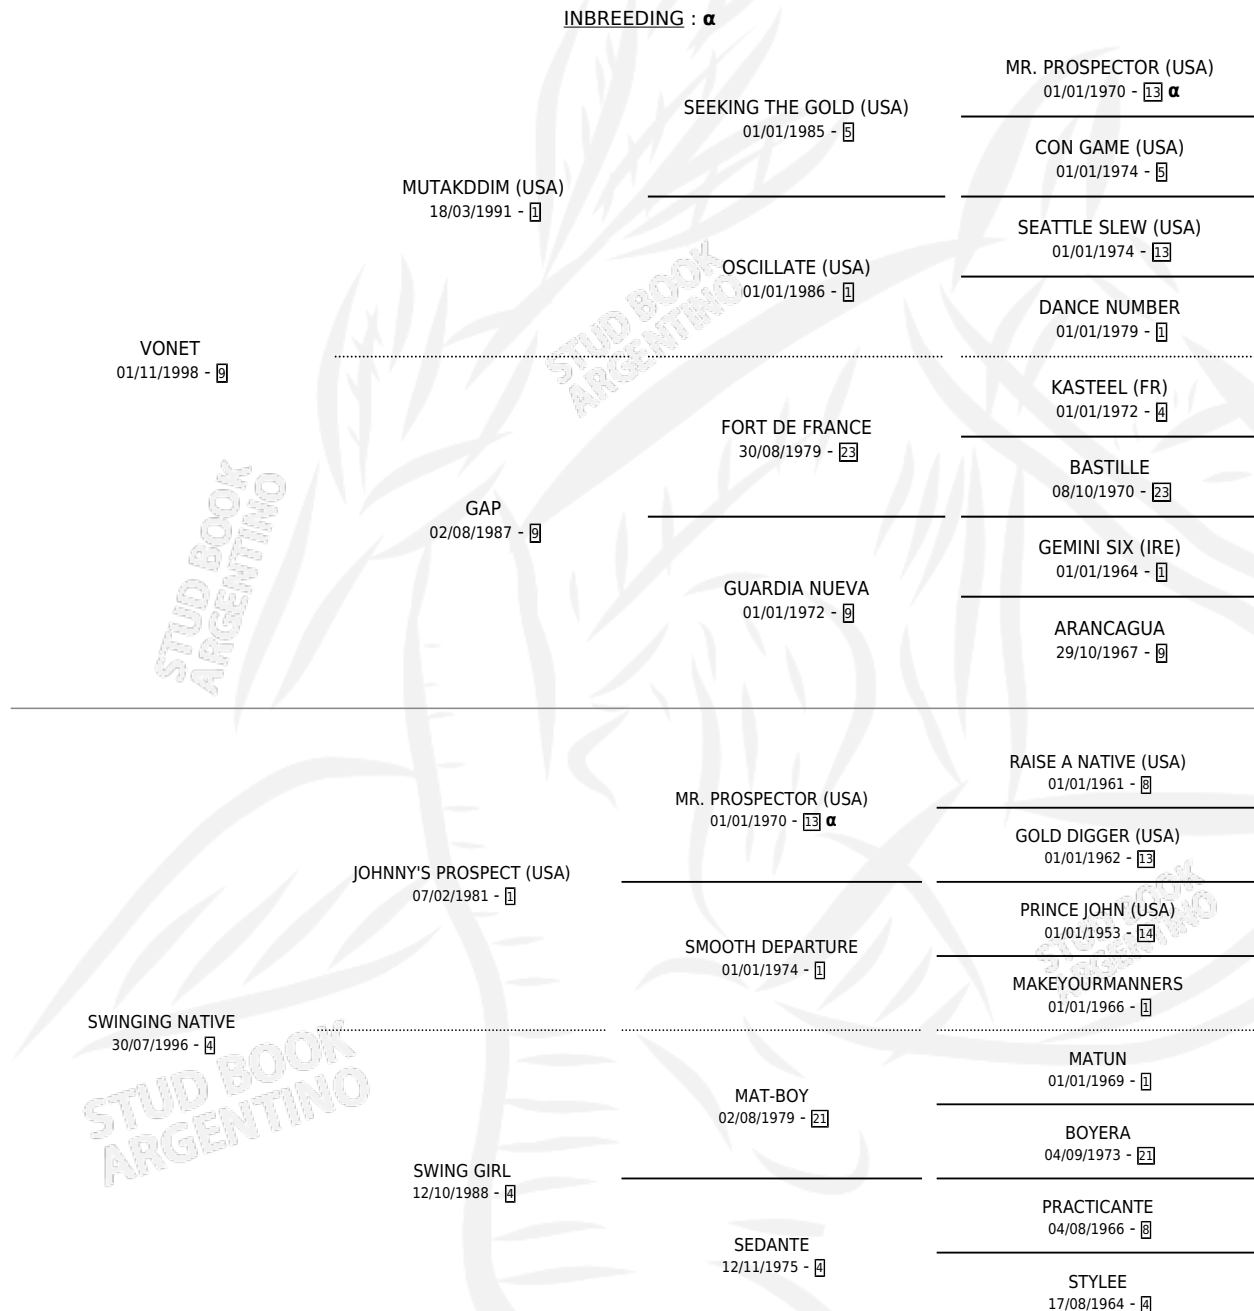 INBREEDING : α
MR. PROSPECTOR (USA)
01/01/1970 - 13 α
SEEKING THE GOLD (USA)
01/01/1985 - 5
CON GAME (USA)
01/01/1974 - 5
MUTAKDDIM (USA)
18/03/1991 - 1
SEATTLE SLEW (USA)
01/01/1974 - 13
OSCILLATE (USA)
01/01/1986 - 1
DANCE NUMBER
01/01/1979 - 1
VONET
01/11/1998 - 9
KASTEEL (FR)
01/01/1972 - 4
FORT DE FRANCE
30/08/1979 - 23
BASTILLE
08/10/1970 - 23
GAP
02/08/1987 - 9
GEMINI SIX (IRE)
01/01/1964 - 1
GUARDIA NUEVA
01/01/1972 - 9
ARANCAGUA
29/10/1967 - 9
RAISE A NATIVE (USA)
01/01/1961 - 8
MR. PROSPECTOR (USA)
01/01/1970 - 13 α
GOLD DIGGER (USA)
01/01/1962 - 13
JOHNNY'S PROSPECT (USA)
07/02/1981 - 1
PRINCE JOHN (USA)
01/01/1953 - 14
SMOOTH DEPARTURE
01/01/1974 - 1
MAKEYOURMANNERS
01/01/1966 - 1
SWINGING NATIVE
30/07/1996 - 4
MATUN
01/01/1969 - 1
MAT-BOY
02/08/1979 - 21
BOYERA
04/09/1973 - 21
SWING GIRL
12/10/1988 - 4
PRACTICANTE
04/08/1966 - 8
SEDANTE
12/11/1975 - 4
STYLEE
17/08/1964 - 4
STUD BOOK
ARGENTINO
STUD BOOK
ARGENTINO
STUD BOOK
ARGENTINO
STUD BOOK
ARGENTINO